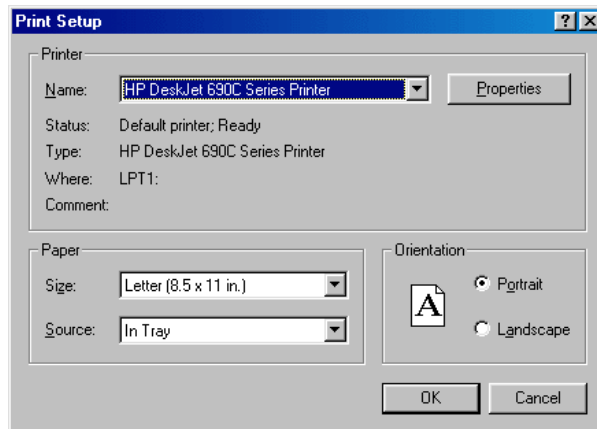 Print Setup
Printer
Name: HP DeskJet 690C Series Printer Properties
Status: Default printer; Ready
Type: HP DeskJet 690C Series Printer
Where: LPT1:
Comment:
Paper
Size: Letter (8.5 x 11 in.)
Source: In Tray
Orientation
A
Portrait
Landscape
OK Cancel